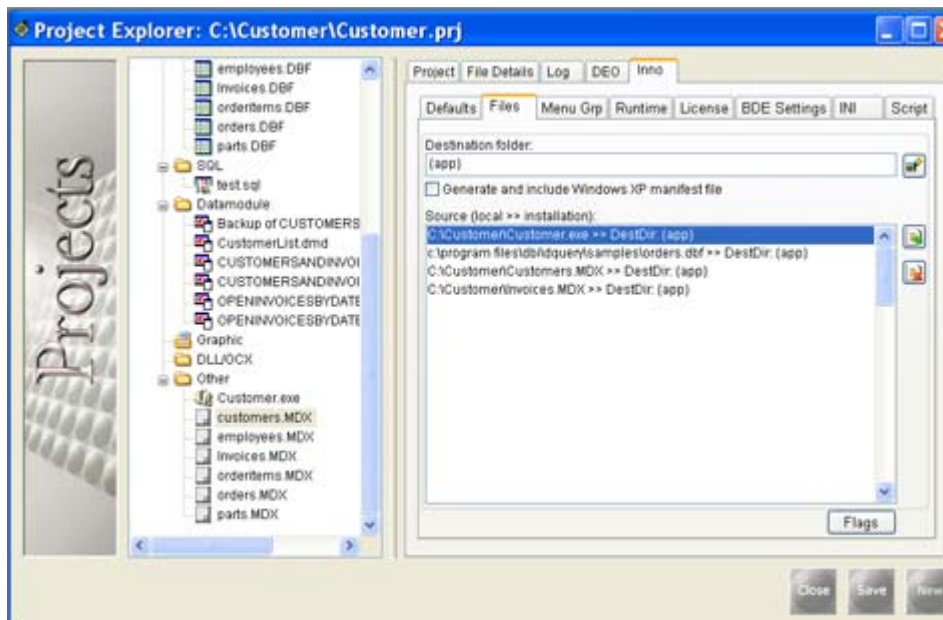 Project Explorer: C:\Customer\Customer.prj
Projects
employees.DBF
Invoices.DBF
orderitems.DBF
orders.DBF
parts.DBF
SQL
test.sql
Datamodule
Backup of CUSTOMERS
CustomerList.dmd
CUSTOMERSANDINVOI
CUSTOMERSANDINVOI
OPENINVOICESBYDATE
OPENINVOICESBYDATE
Graphic
DLL/OCX
Other
Customer.exe
customers.MDX
employees.MDX
Invoices.MDX
orderitems.MDX
orders.MDX
parts.MDX
Project File Details Log DEO Inno
Defaults Files Menu Grp Runtime License BDE Settings INI Script
Destination folder:
{app}
Generate and include Windows XP manifest file
Source (local >> installation):
C:\Customer\Customer.exe >> DestDir: {app}
c:\program files\dbi\dquery\samples\orders.dbf >> DestDir: {app}
C:\Customer\Customers.MDX >> DestDir: {app}
C:\Customer\Invoices.MDX >> DestDir: {app}
Flags
Close Save New